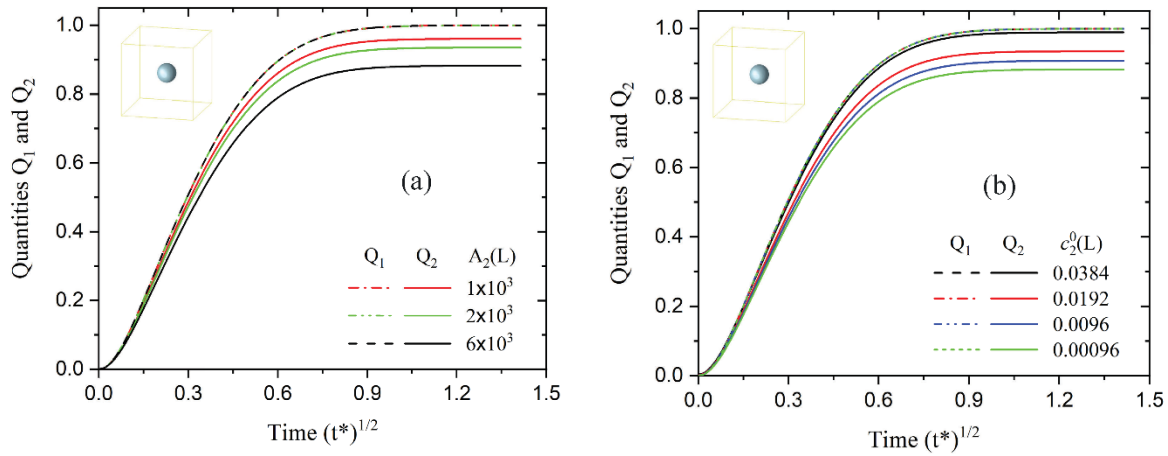 1.0
0.8
0.6
0.4
0.2
0.0
Quantities Q₁ and Q₂
(a)
Q₁ Q₂ A₂(L)
1x10³
2x10³
6x10³
0.0 0.3 0.6 0.9 1.2 1.5
Time (t*)^1/2
1.0
0.8
0.6
0.4
0.2
0.0
Quantities Q₁ and Q₂
(b)
Q₁ Q₂ c₂⁰(L)
0.0384
0.0192
0.0096
0.00096
0.0 0.3 0.6 0.9 1.2 1.5
Time (t*)^1/2